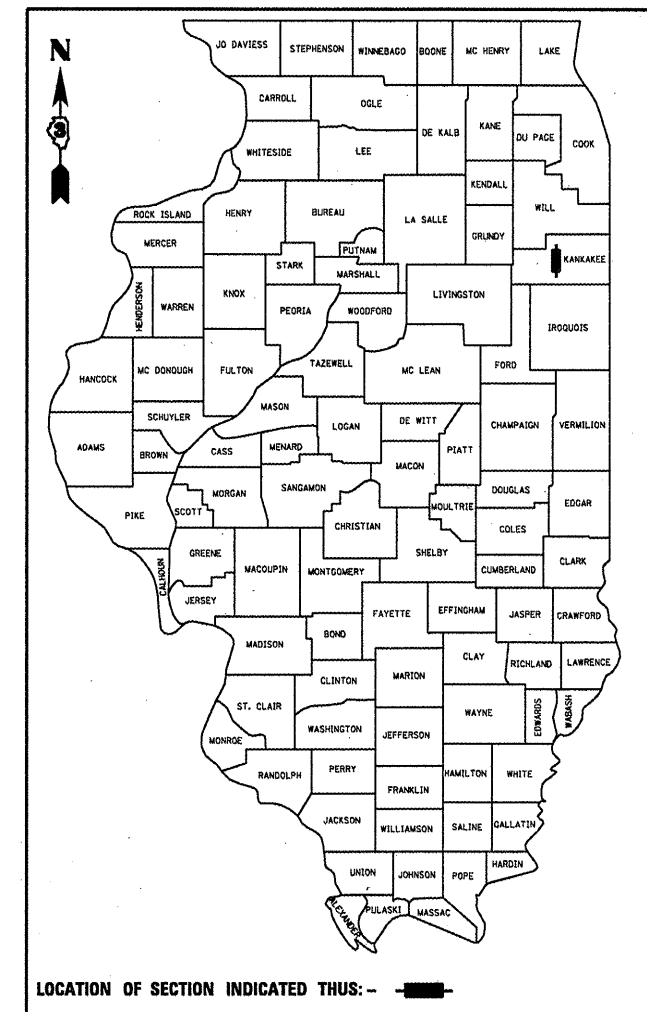 JO DAVIESS STEPHENSON WINNEBAGO BOONE MC HENRY LAKE
N
CARROLL OGLE DE KALB KANE DU PAGE COOK
3
WHITESIDE LEE
KENDALL
ROCK ISLAND HENRY BUREAU LA SALLE WILL
MERCER PUTNAM GRUNDY
STARK MARSHALL KANKAKEE
HENDERSON WARREN KNOX PEORIA WOODFORD LIVINGSTON IROQUOIS
HANCOCK MC DONOUGH FULTON TAZEWELL MC LEAN FORD
SCHUYLER MASON LOGAN DE WITT CHAMPAIGN VERMILION
ADAMS BROWN CASS MENARD PIATT
MACON
PIKE SCOTT MORGAN SANGAMON MOULTRIE DOUGLAS EDGAR
CHRISTIAN COLES
GREENE MACOUPIN MONTGOMERY SHELBY CUMBERLAND CLARK
CALHOUN JERSEY
FAYETTE EFFINGHAM JASPER CRAWFORD
MADISON BOND
CLAY RICHLAND LAWRENCE
CLINTON MARION
ST. CLAIR WAYNE EDWARDS WABASH
WASHINGTON JEFFERSON
MONROE
RANDOLPH PERRY HAMILTON WHITE
FRANKLIN
JACKSON WILLIAMSON SALINE GALLATIN
UNION JOHNSON POPE HARDIN
ALEXANDER PULASKI MASSAC
LOCATION OF SECTION INDICATED THUS: -